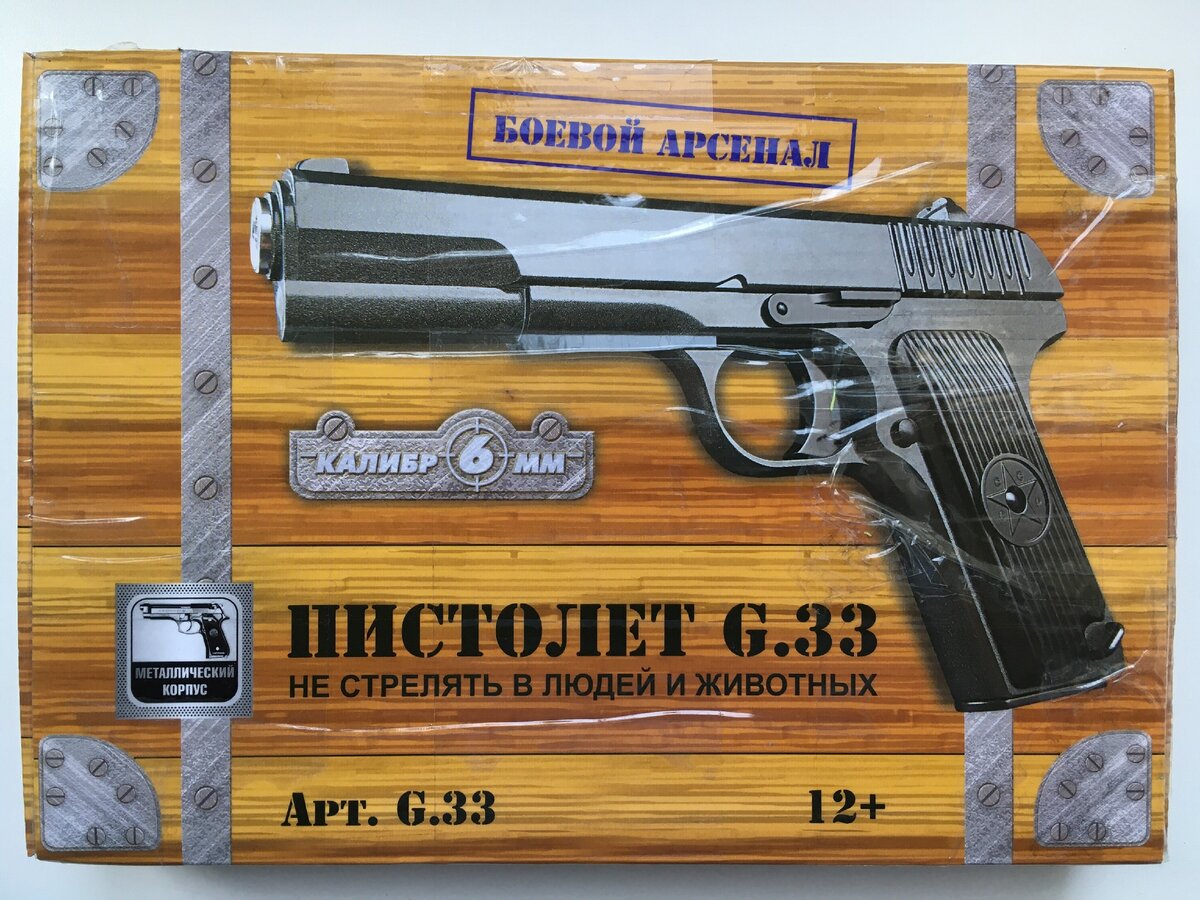 БОЕВОЙ АРСЕНАЛ
КАЛИБР 6 ММ
МЕТАЛЛИЧЕСКИЙ
КОРПУС
ПИСТОЛЕТ G.33
НЕ СТРЕЛЯТЬ В ЛЮДЕЙ И ЖИВОТНЫХ
Арт. G.33
12+